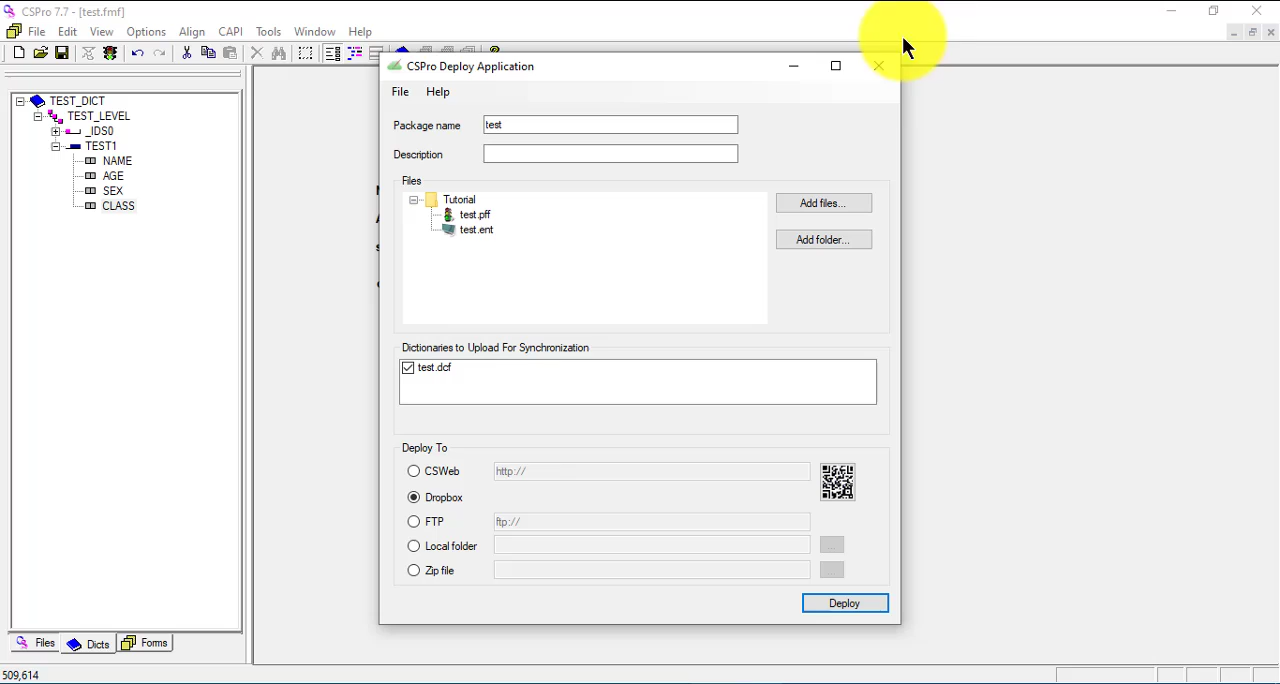 CSPro 7.7 - [test.fmf]
File Edit View Options Align CAPI Tools Window Help
TEST_DICT
TEST_LEVEL
_IDS0
TEST1
NAME
AGE
SEX
CLASS
Files Dicts Forms
509,614
CSPro Deploy Application
File Help
Package name test
Description
Files
Tutorial
test.pff
test.ent
Add files...
Add folder...
Dictionaries to Upload For Synchronization
test.dcf
Deploy To
CSWeb http://
Dropbox
FTP ftp://
Local folder ...
Zip file ...
Deploy